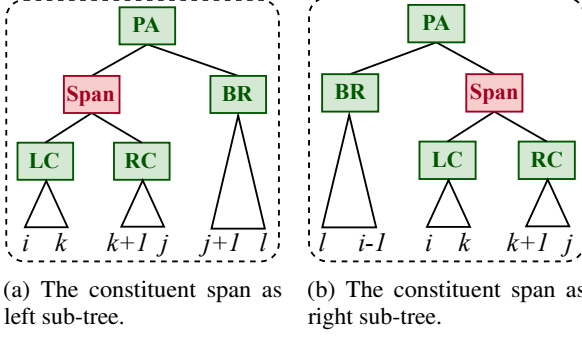 PA
Span BR
LC RC
i k k+1 j j+1 l
(a) The constituent span as
left sub-tree.
PA
BR Span
LC RC
l i-1 i k k+1 j
(b) The constituent span as
right sub-tree.